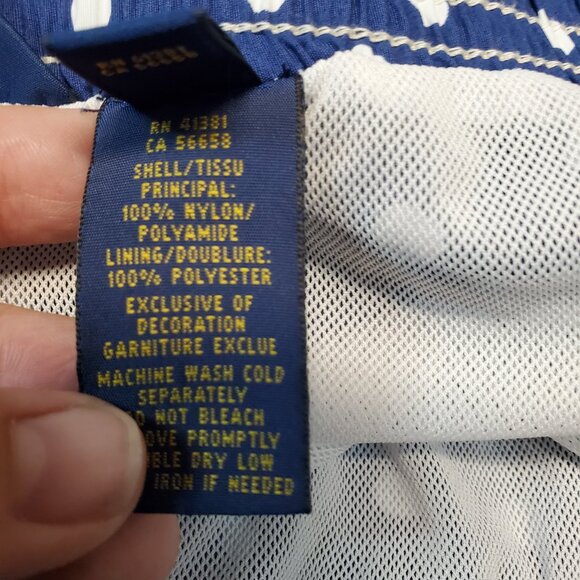 RN 41381
CA 56658
SHELL/TISSU
PRINCIPAL:
100% NYLON/
POLYAMIDE
LINING/DOUBLURE:
100% POLYESTER
EXCLUSIVE OF
DECORATION
GARNITURE EXCLUE
MACHINE WASH COLD
SEPARATELY
NOT BLEACH
PROMPTLY
DRY LOW
IRON IF NEEDED